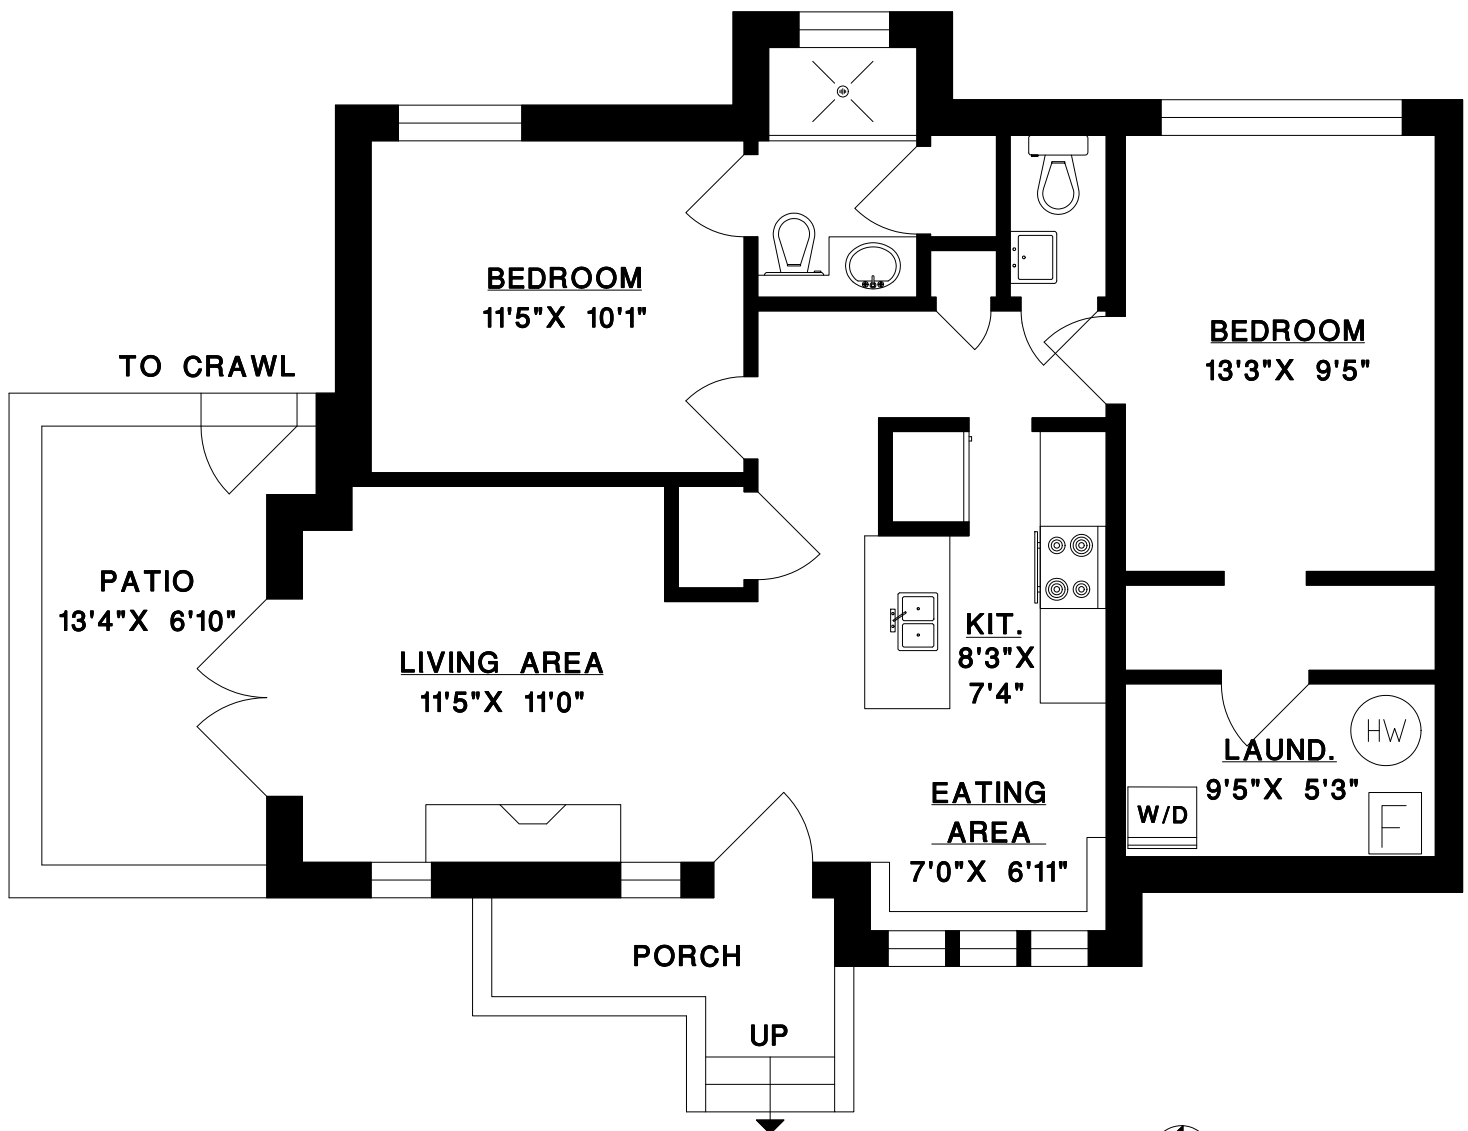 BEDROOM
11'5"X 10'1"
BEDROOM
13'3"X 9'5"
TO CRAWL
PATIO
13'4"X 6'10"
LIVING AREA
11'5"X 11'0"
KIT.
8'3"X
7'4"
HW
LAUND.
9'5"X 5'3"
W/D
F
EATING
AREA
7'0"X 6'11"
PORCH
UP